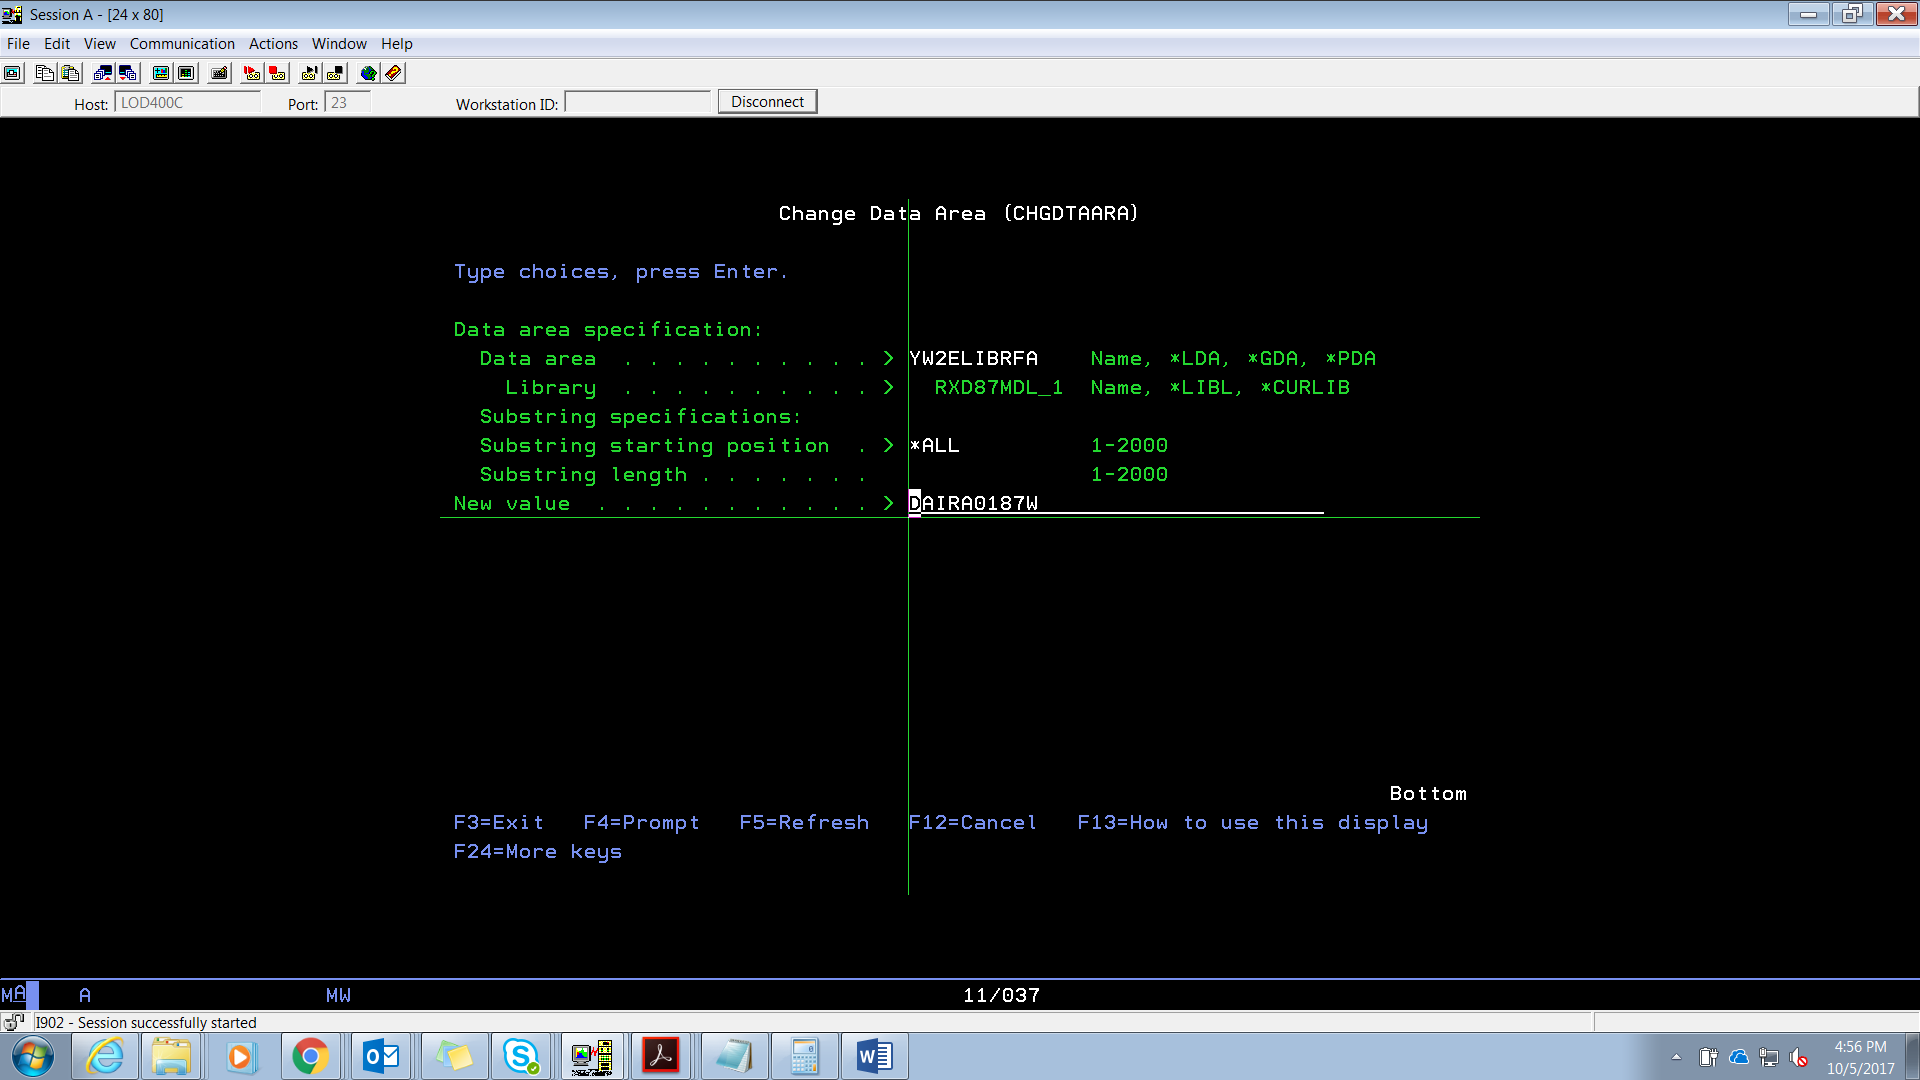 Session A - [24 x 80]
File Edit View Communication Actions Window Help
Host: LOD400C Port: 23 Workstation ID: Disconnect
Change Data Area (CHGDTAARA)
Type choices, press Enter.
Data area specification:
Data area . . . . . . . . . . > YW2ELIBRFA Name, *LDA, *GDA, *PDA
Library . . . . . . . . . . > RXD87MDL_1 Name, *LIBL, *CURLIB
Substring specifications:
Substring starting position . > *ALL 1-2000
Substring length . . . . . . . 1-2000
New value . . . . . . . . . . . > DAIRA0187W
Bottom
F3=Exit F4=Prompt F5=Refresh F12=Cancel F13=How to use this display
F24=More keys
MA A MW 11/037
I902 - Session successfully started
4:56 PM
10/5/2017